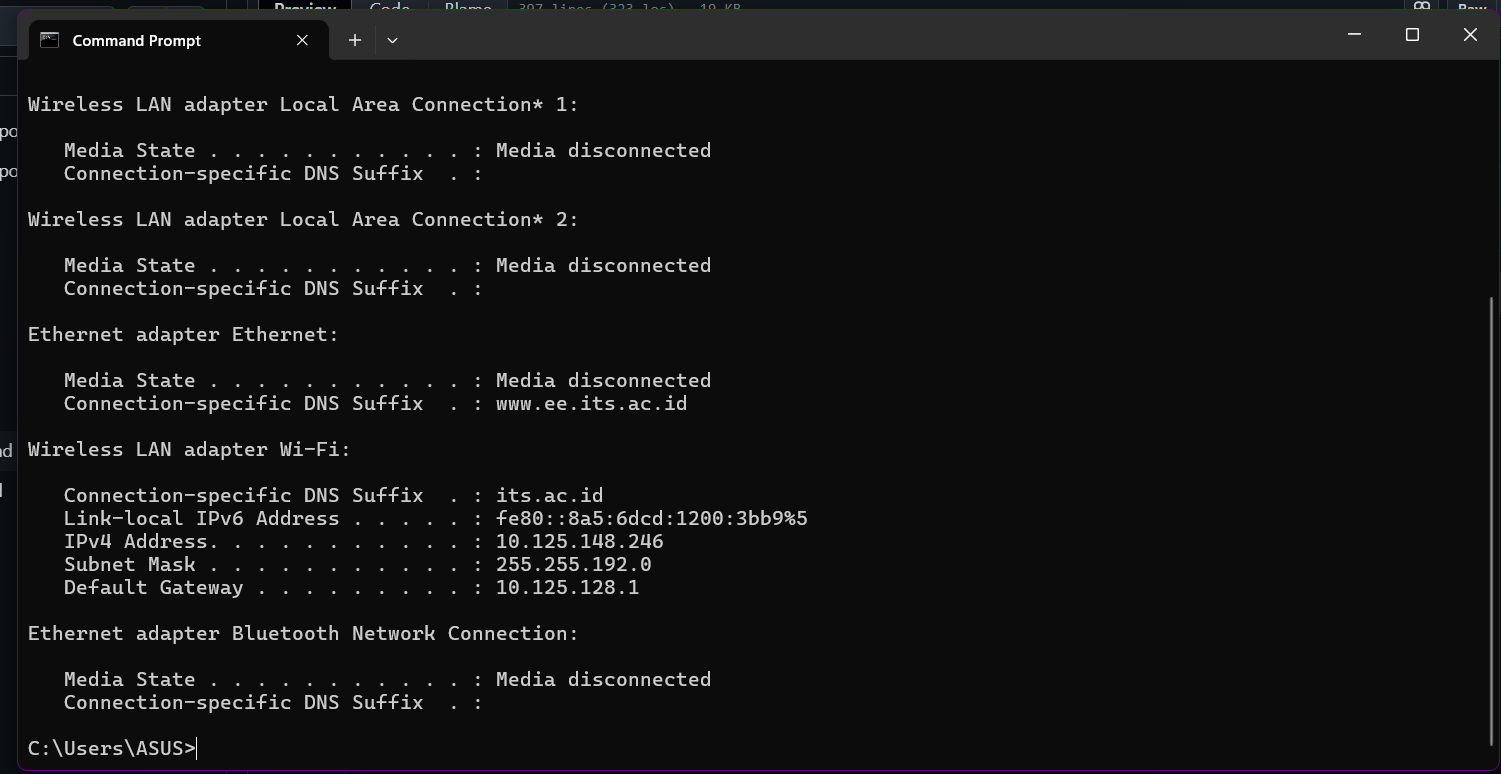 Preview Code Blame 397 lines (323 loc) 19 KB Raw
Command Prompt
Wireless LAN adapter Local Area Connection* 1:
Media State . . . . . . . . . . . : Media disconnected
Connection-specific DNS Suffix  . :
Wireless LAN adapter Local Area Connection* 2:
Media State . . . . . . . . . . . : Media disconnected
Connection-specific DNS Suffix  . :
Ethernet adapter Ethernet:
Media State . . . . . . . . . . . : Media disconnected
Connection-specific DNS Suffix  . : www.ee.its.ac.id
Wireless LAN adapter Wi-Fi:
Connection-specific DNS Suffix  . : its.ac.id
Link-local IPv6 Address . . . . . : fe80::8a5:6dcd:1200:3bb9%5
IPv4 Address. . . . . . . . . . . : 10.125.148.246
Subnet Mask . . . . . . . . . . . : 255.255.192.0
Default Gateway . . . . . . . . . : 10.125.128.1
Ethernet adapter Bluetooth Network Connection:
Media State . . . . . . . . . . . : Media disconnected
Connection-specific DNS Suffix  . :
C:\Users\ASUS>